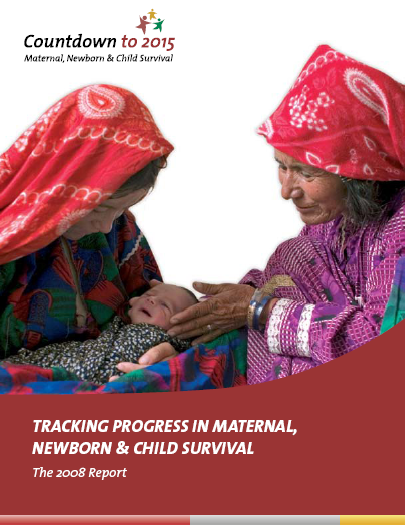 Countdown to 2015
Maternal, Newborn & Child Survival
TRACKING PROGRESS IN MATERNAL,
NEWBORN & CHILD SURVIVAL
The 2008 Report